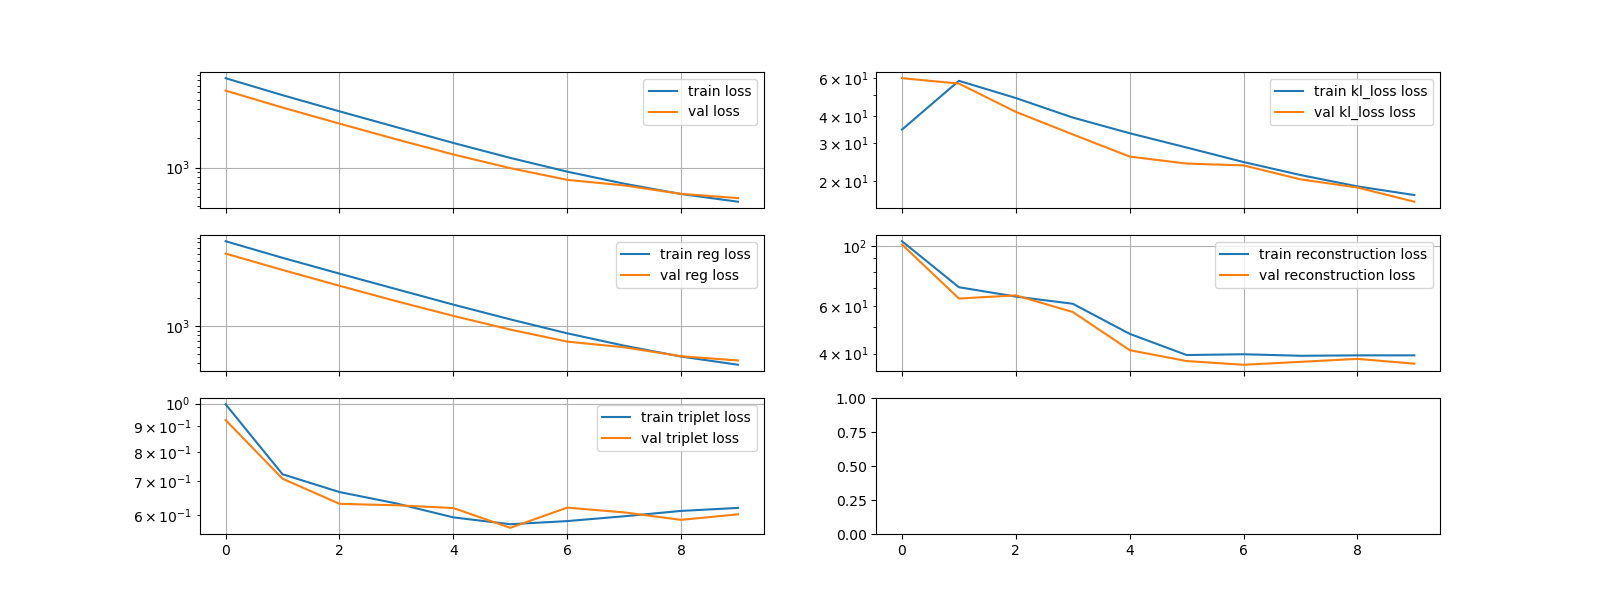 train loss
val loss
10³
train kl_loss loss
val kl_loss loss
6 × 10¹
4 × 10¹
3 × 10¹
2 × 10¹
train reg loss
val reg loss
10³
train reconstruction loss
val reconstruction loss
10²
6 × 10¹
4 × 10¹
train triplet loss
val triplet loss
10⁰
9 × 10⁻¹
8 × 10⁻¹
7 × 10⁻¹
6 × 10⁻¹
0 2 4 6 8
1.00
0.75
0.50
0.25
0.00
0 2 4 6 8